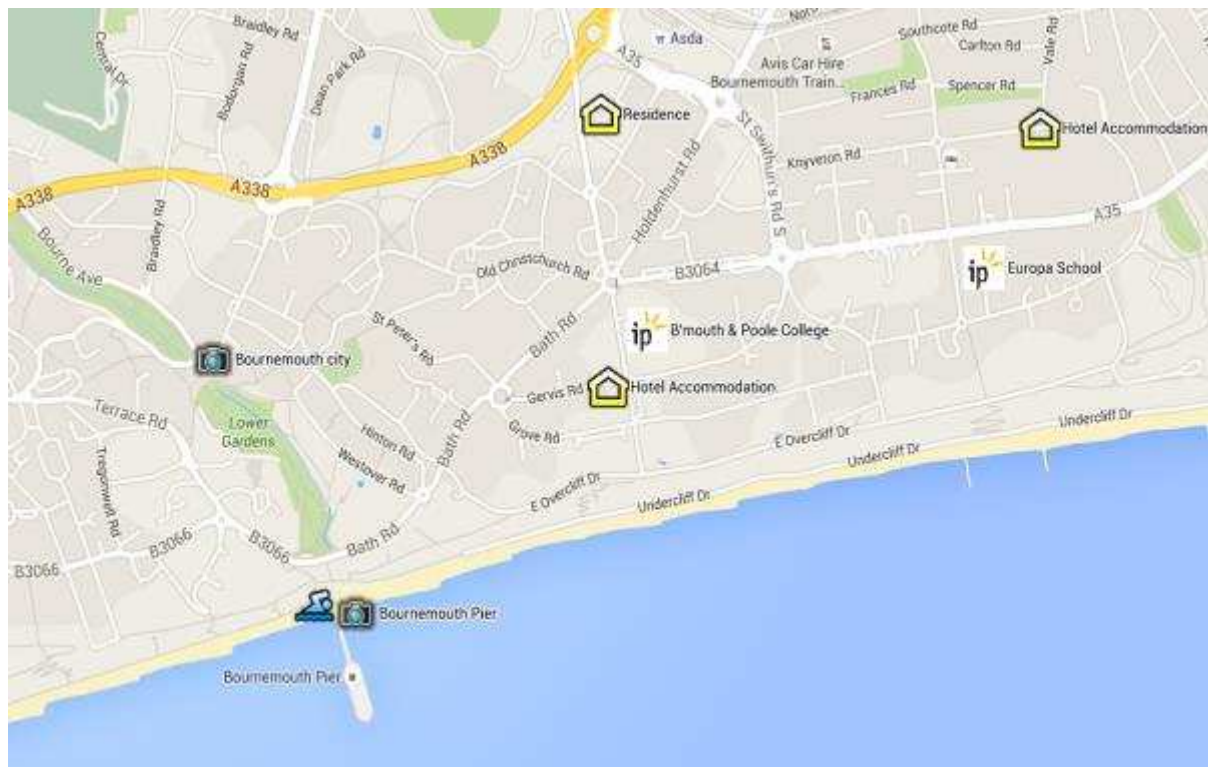 Braidley Rd
Central Dr
Bodorgan Rd
Dean Park Rd
Asda
A35
Southcote Rd
Carlton Rd
Vale Rd
Avis Car Hire
Bournemouth Train...
Frances Rd
Spencer Rd
Residence
Hotel Accommodation
St Swithun's Rd S
Knyveton Rd
A338
A338
A338
Holdenhurst Rd
A35
Bourne Ave
Braidley Rd
Old Christchurch Rd
B3064
ip
Europa School
St Peter's Rd
Bath Rd
ip
B'mouth & Poole College
Bournemouth city
Gervis Rd
Hotel Accommodation
Terrace Rd
Lower
Gardens
Bath Rd
Grove Rd
Hinton Rd
Westover Rd
E Overcliff Dr
Undercliff Dr
Undercliff Dr
Tregonwell Rd
E Overcliff Dr
Undercliff Dr
B3066
B3066
B3066
Bath Rd
Bournemouth Pier
Bournemouth Pier